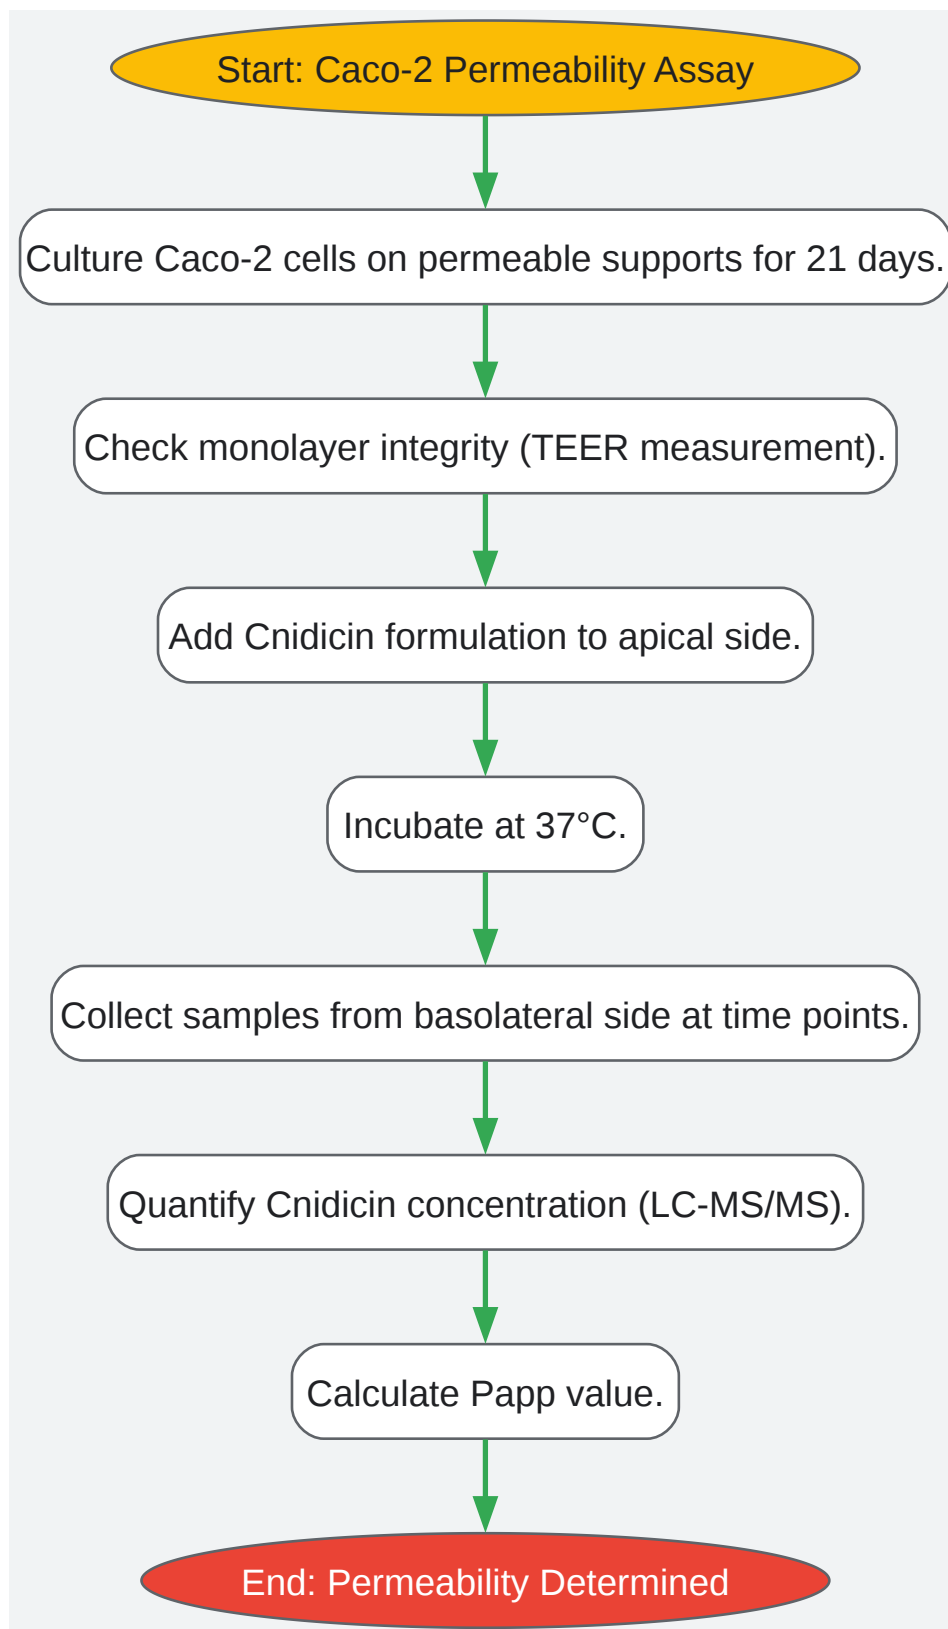 Start: Caco-2 Permeability Assay
Culture Caco-2 cells on permeable supports for 21 days.
Check monolayer integrity (TEER measurement).
Add Cnidicin formulation to apical side.
Incubate at 37°C.
Collect samples from basolateral side at time points.
Quantify Cnidicin concentration (LC-MS/MS).
Calculate Papp value.
End: Permeability Determined